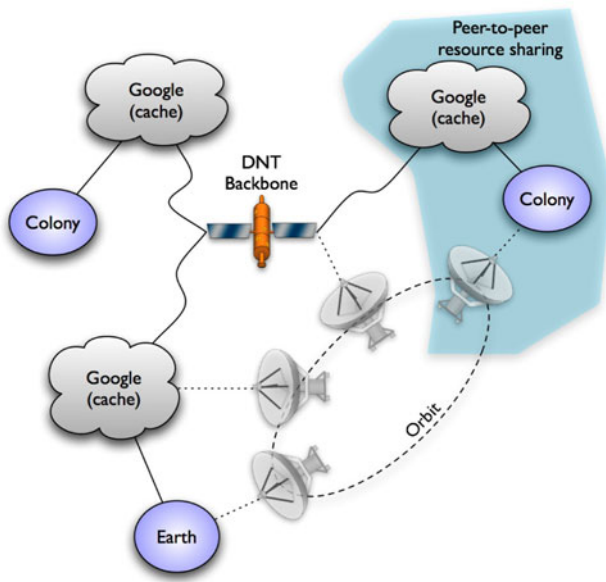 Peer-to-peer
resource sharing
Google
(cache)
Google
(cache)
DNT
Backbone
Colony
Colony
Google
(cache)
Orbit
Earth